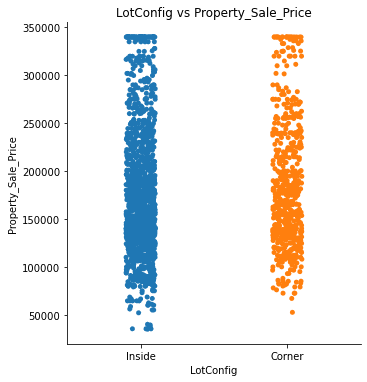 LotConfig vs Property_Sale_Price
350000
300000
250000
200000
150000
100000
50000
Property_Sale_Price
Inside Corner
LotConfig